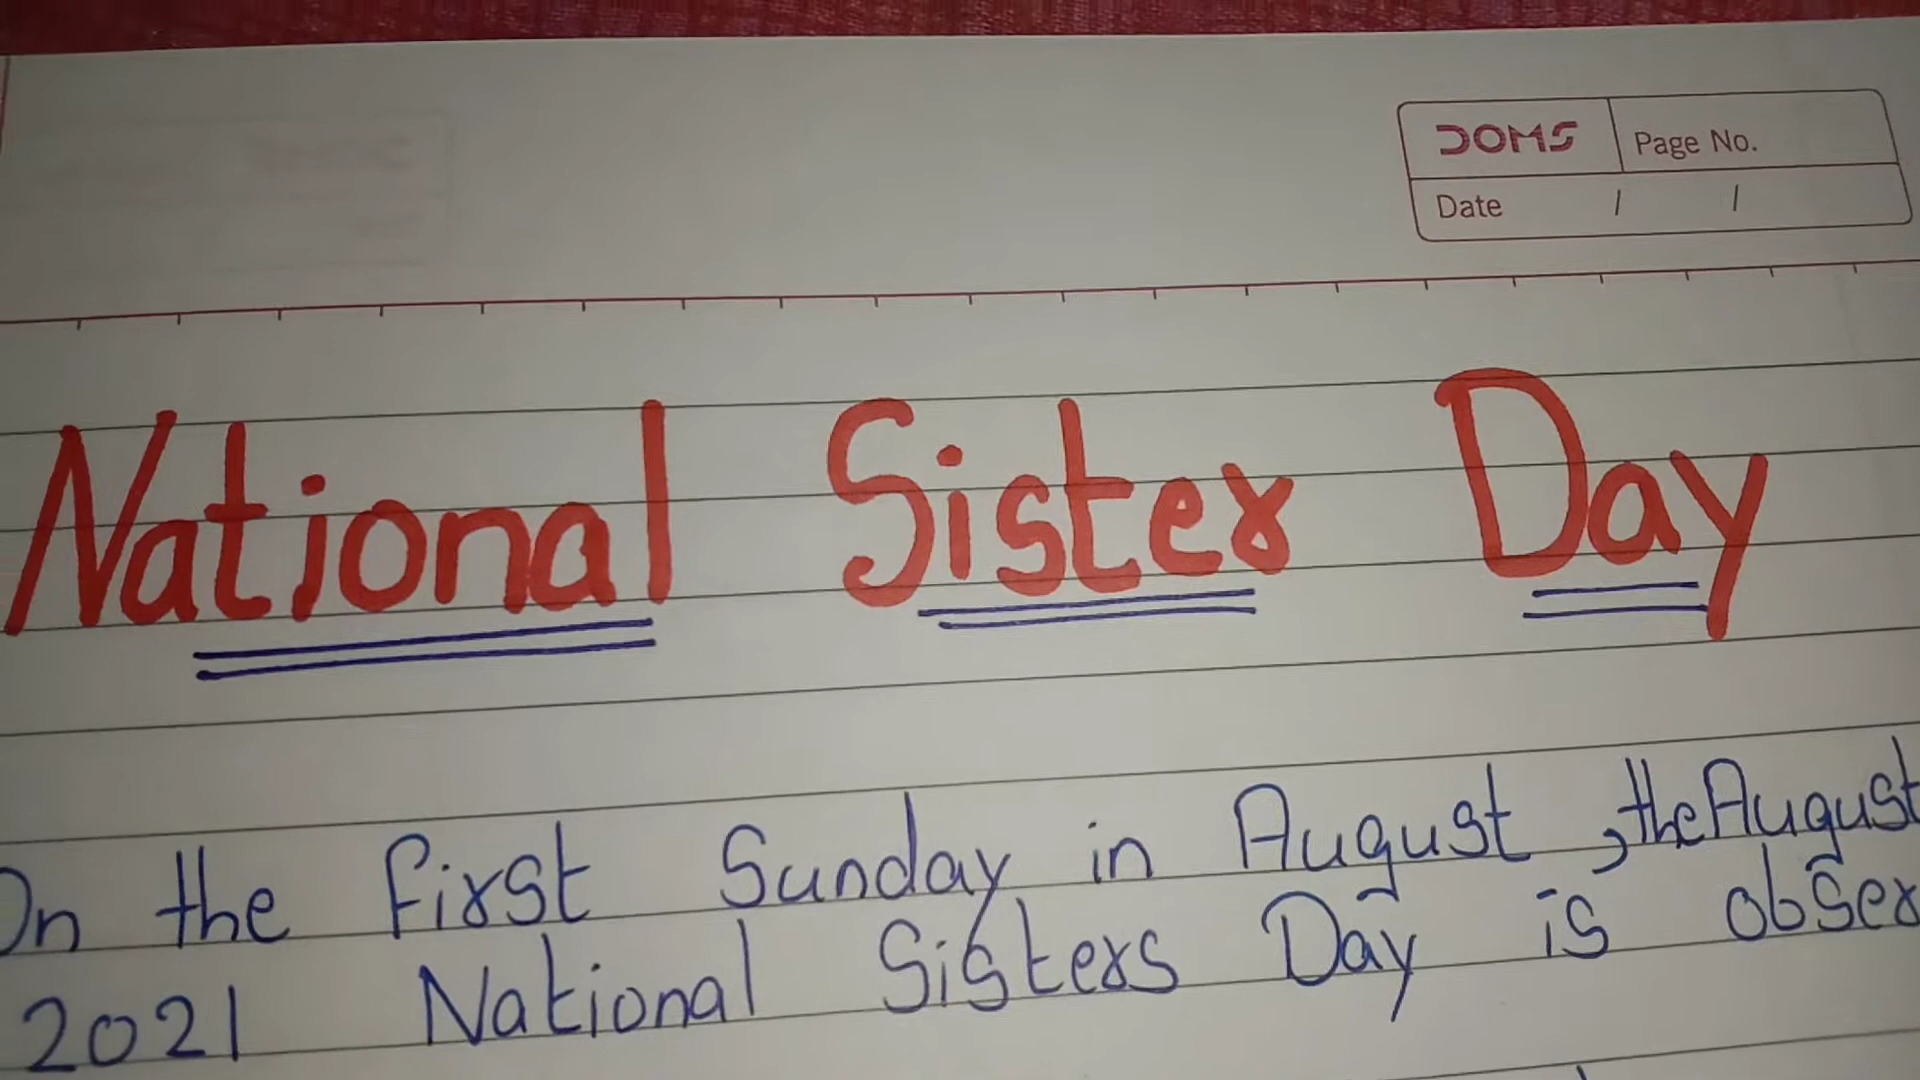 DOMS Page No.
Date / /
National Sister Day
On the first Sunday in August, the August
2021 National Sisters Day is obser